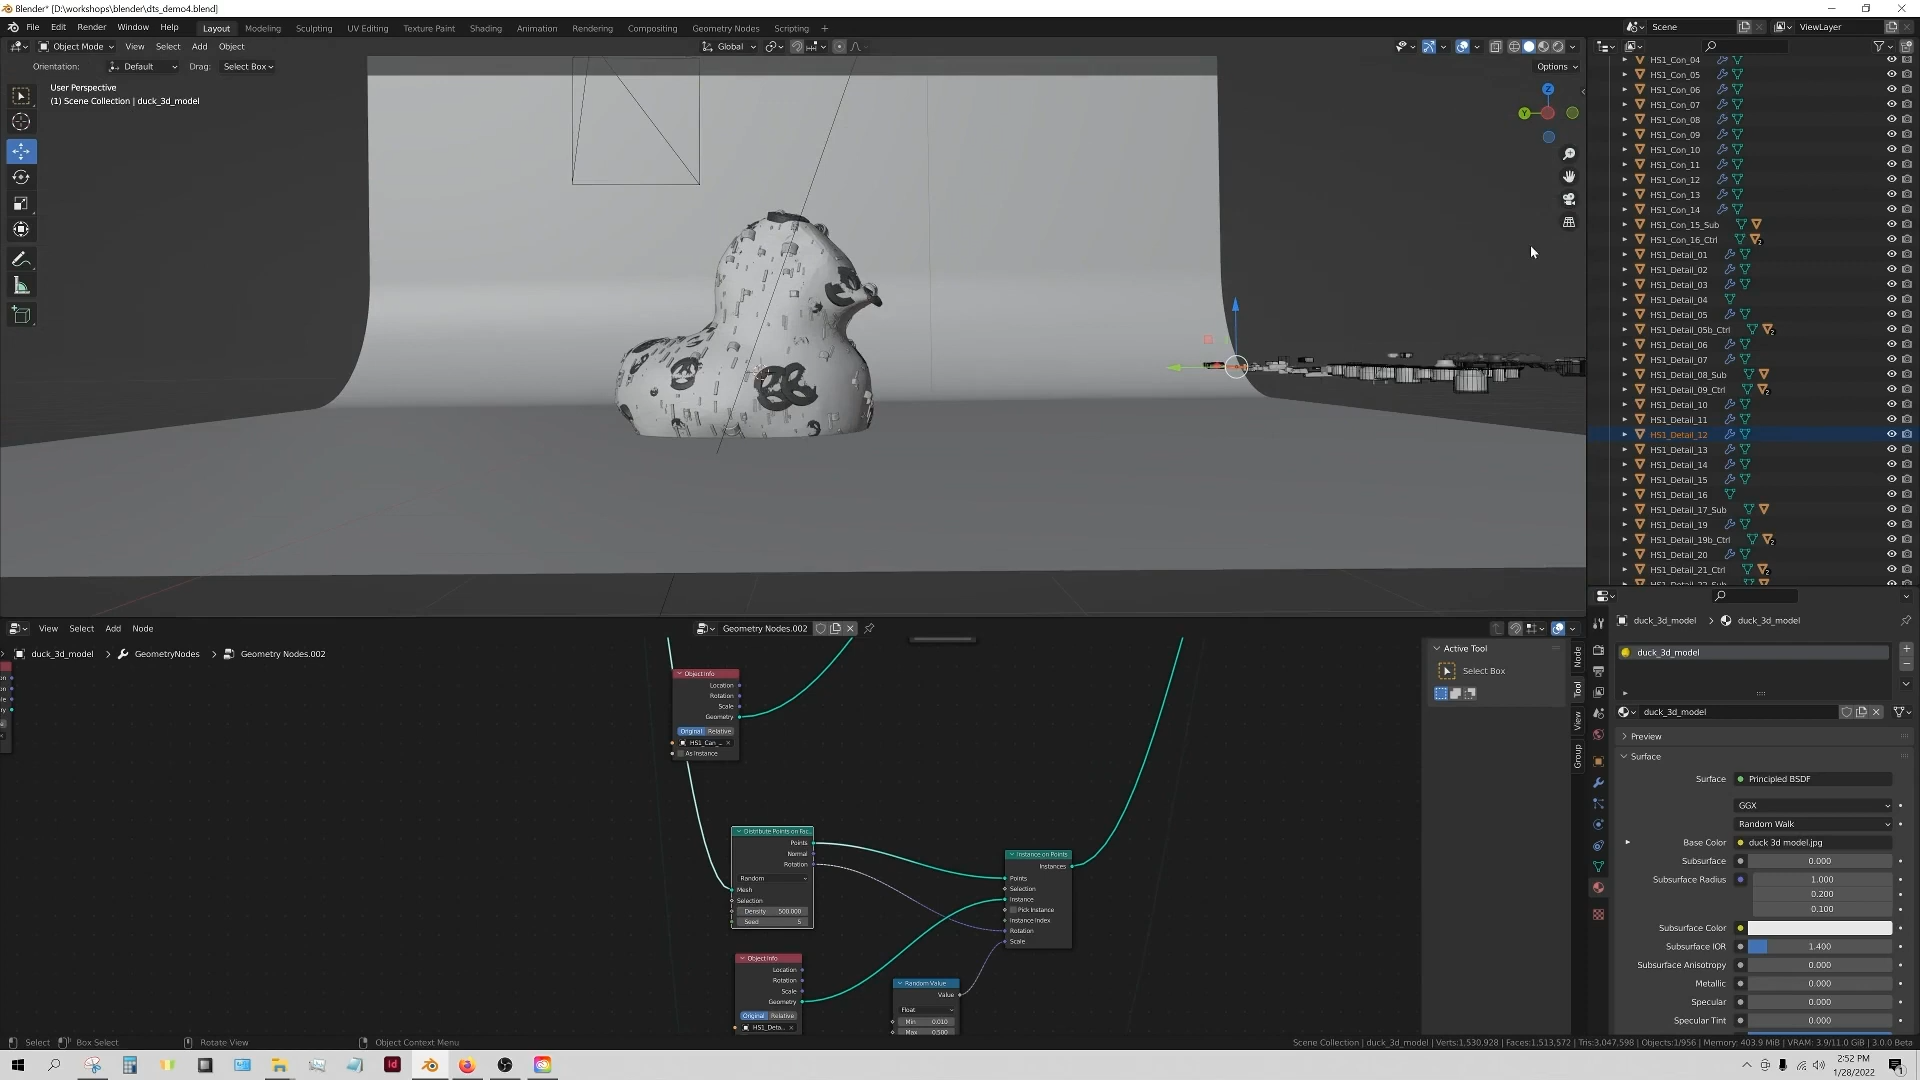 Blender* [D:\workshops\blender\dts_demo4.blend]
File Edit Render Window Help Layout Modeling Sculpting UV Editing Texture Paint Shading Animation Rendering Compositing Geometry Nodes Scripting + Scene ViewLayer
Object Mode View Select Add Object Global
Orientation: Default Drag: Select Box Options
User Perspective
(1) Scene Collection | duck_3d_model
Z
Y
HS1_Con_04
HS1_Con_05
HS1_Con_06
HS1_Con_07
HS1_Con_08
HS1_Con_09
HS1_Con_10
HS1_Con_11
HS1_Con_12
HS1_Con_13
HS1_Con_14
HS1_Con_15_Sub
HS1_Con_16_Ctrl
HS1_Detail_01
HS1_Detail_02
HS1_Detail_03
HS1_Detail_04
HS1_Detail_05
HS1_Detail_05b_Ctrl
HS1_Detail_06
HS1_Detail_07
HS1_Detail_08_Sub
HS1_Detail_09_Ctrl
HS1_Detail_10
HS1_Detail_11
HS1_Detail_12
HS1_Detail_13
HS1_Detail_14
HS1_Detail_15
HS1_Detail_16
HS1_Detail_17_Sub
HS1_Detail_19
HS1_Detail_19b_Ctrl
HS1_Detail_20
HS1_Detail_21_Ctrl
View Select Add Node Geometry Nodes.002
duck_3d_model > GeometryNodes > Geometry Nodes.002
Object Info
Location
Rotation
Scale
Geometry
Original Relative
HS1_Can_...
As Instance
Distribute Points on Fac...
Points
Normal
Rotation
Random
Mesh
Selection
Density 500.000
Seed 5
Object Info
Location
Rotation
Scale
Geometry
Original Relative
HS1_Deta...
Random Value
Value
Float
Min 0.010
Max 0.500
Instance on Points
Instances
Points
Selection
Instance
Pick Instance
Instance Index
Rotation
Scale
Active Tool
Select Box
Node
Tool
View
Group
duck_3d_model > duck_3d_model
duck_3d_model
duck_3d_model
Preview
Surface
Surface Principled BSDF
GGX
Random Walk
Base Color duck 3d model.jpg
Subsurface 0.000
Subsurface Radius 1.000
0.200
0.100
Subsurface Color
Subsurface IOR 1.400
Subsurface Anisotropy 0.000
Metallic 0.000
Specular 0.000
Specular Tint 0.000
Select Box Select Rotate View Object Context Menu Scene Collection | duck_3d_model | Verts:1,530,928 | Faces:1,513,572 | Tris:3,047,598 | Objects:1/956 | Memory: 403.9 MiB | VRAM: 3.9/11.0 GiB | 3.0.0 Beta
Id
2:52 PM
1/28/2022